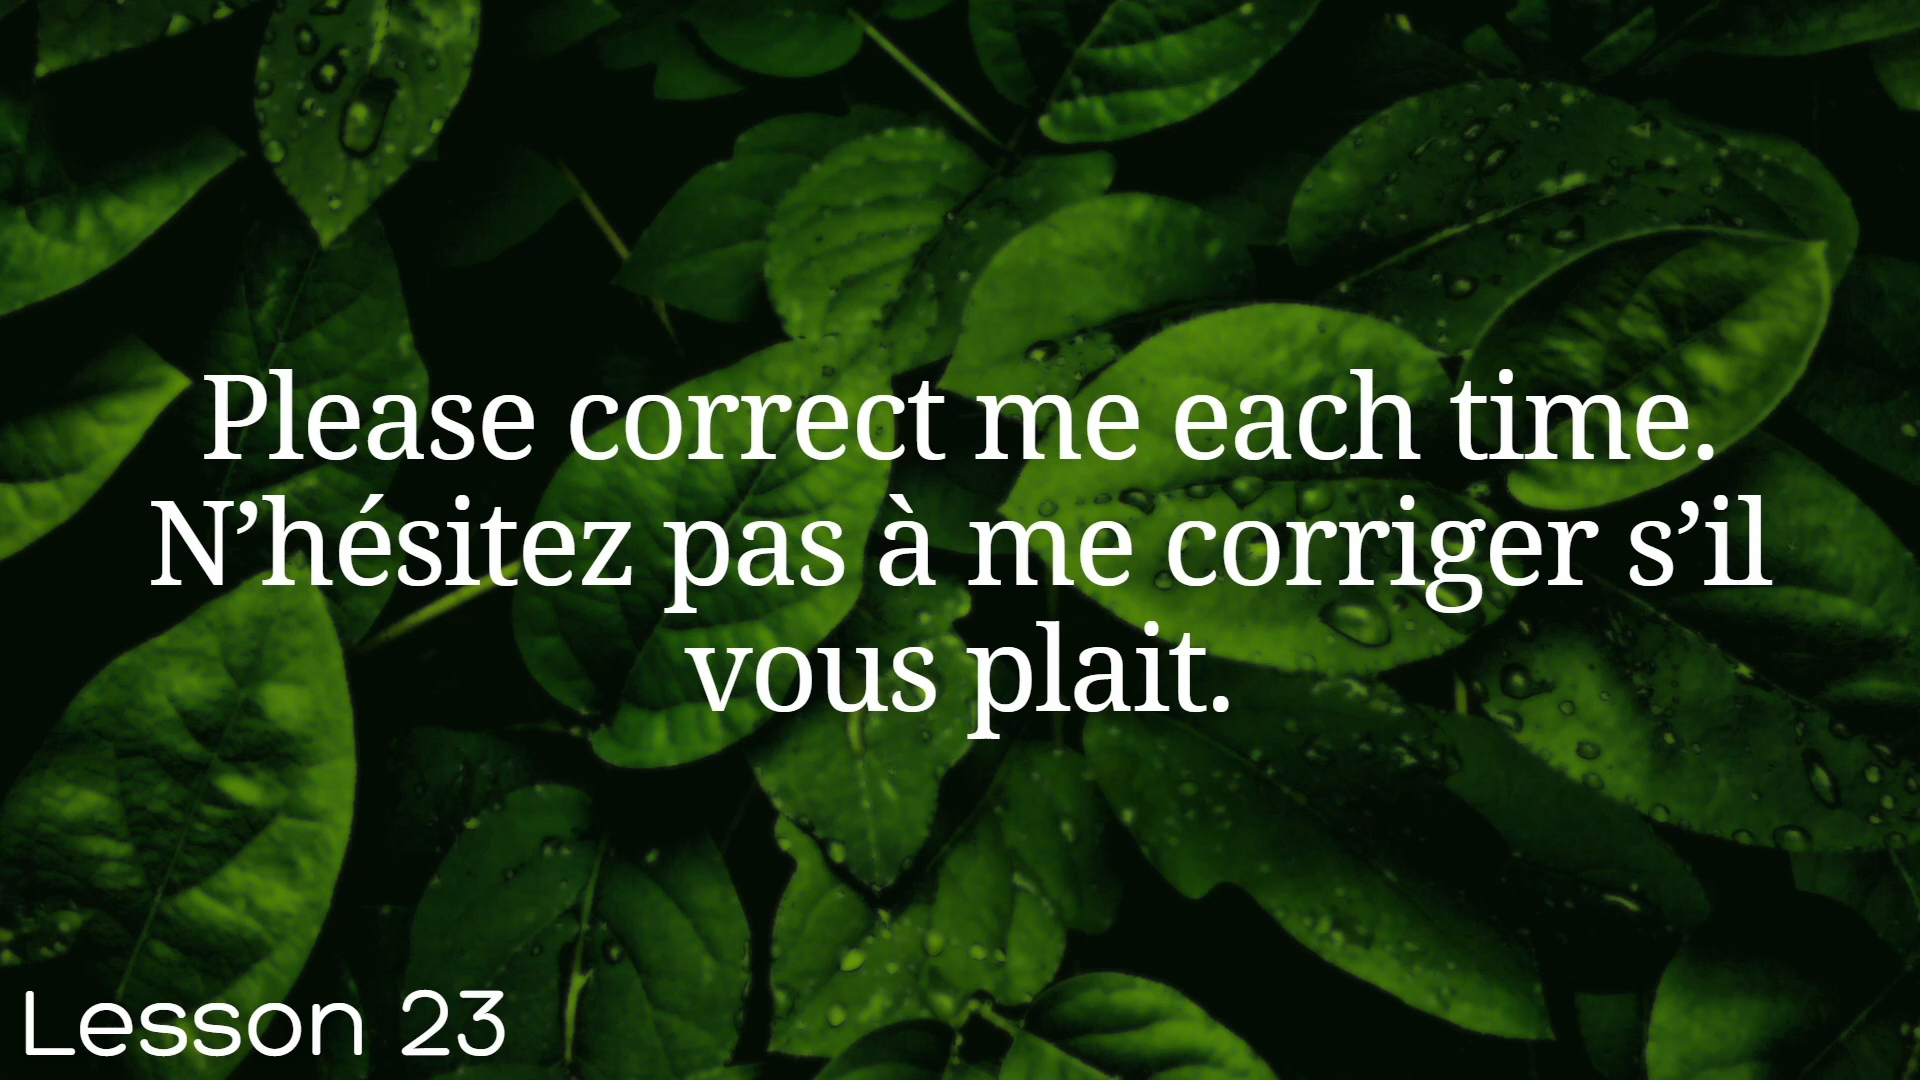 Please correct me each time.
N’hésitez pas à me corriger s’il
vous plait.
Lesson 23